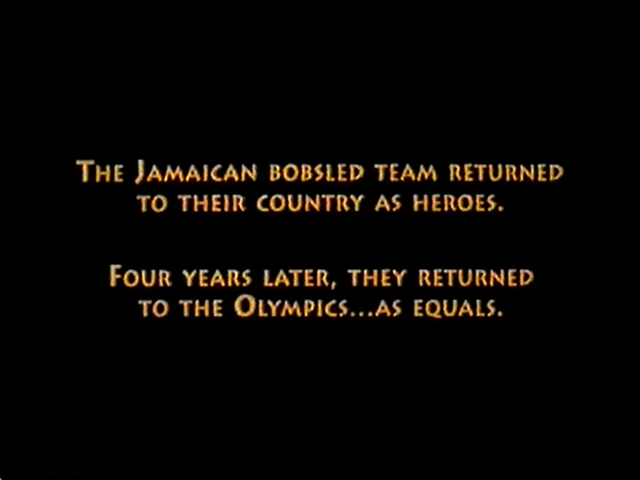 The Jamaican bobsled team returned
to their country as heroes.
Four years later, they returned
to the Olympics...as equals.